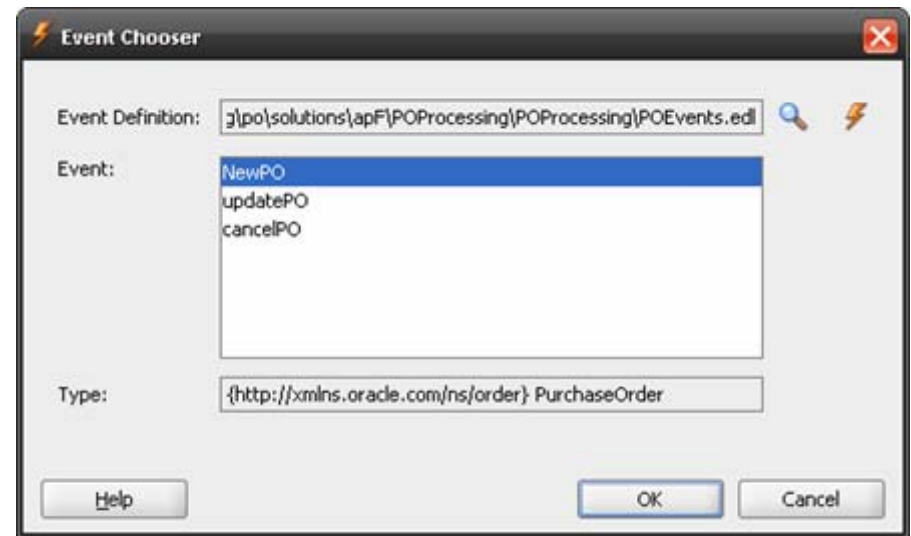 Event Chooser
Event Definition: g\po\solutions\apF\POProcessing\POProcessing\POEvents.edl
Event:
NewPO
updatePO
cancelPO
Type: {http://xmlns.oracle.com/ns/order} PurchaseOrder
Help OK Cancel